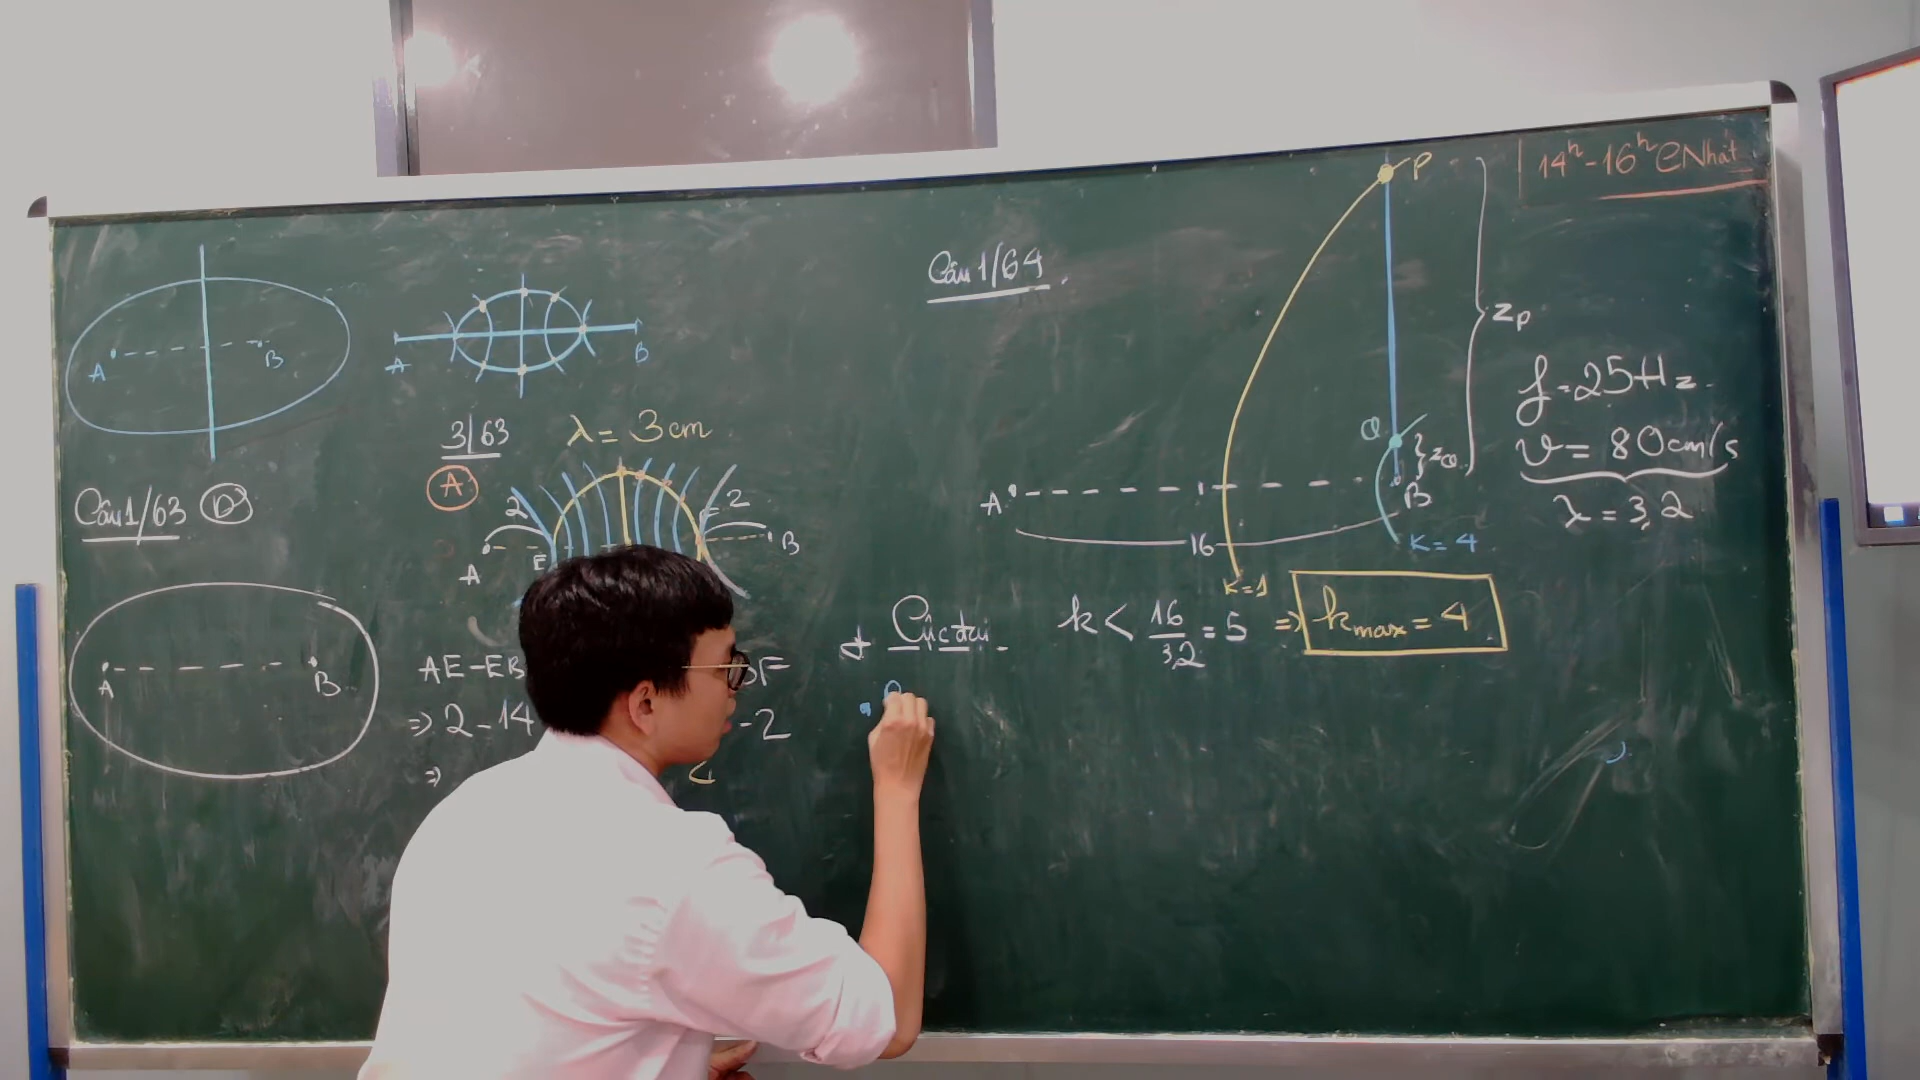 14h-16h CNhật
Câu 1/64
P
A
B
A
B
zP
f = 25Hz
3/63
λ = 3cm
Q
zQ
v = 80cm/s
A
Câu 1/63 D
2
2
A
B
λ = 3,2
E
B
A
16
K = 4
K=1
+ Cực đại
k < 16/3,2 = 5 ⇒ kmax = 4
A
B
AE-EB
BF
⇒ 2-14
-2
⇒